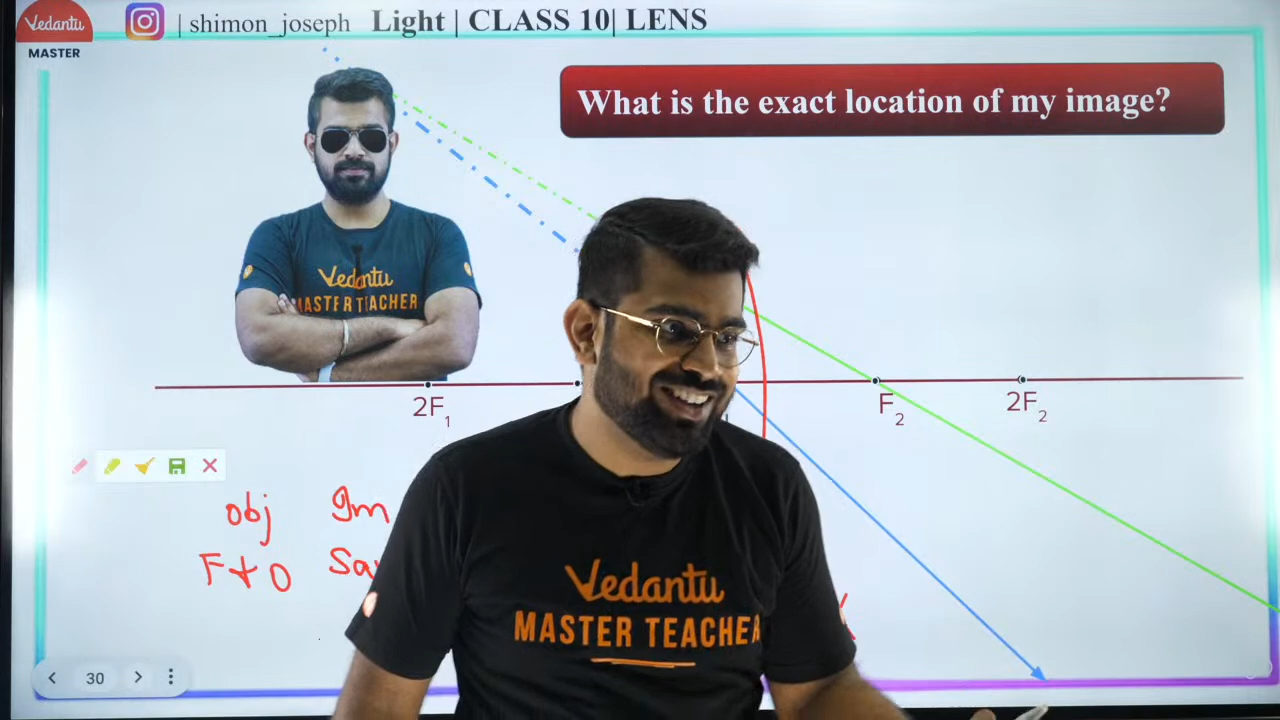 Vedantu
MASTER
| shimon_joseph Light | CLASS 10| LENS
What is the exact location of my image?
Vedantu
MASTER TEACHER
2F1
F2
2F2
obj
F & O
30
Vedantu
MASTER TEACHER